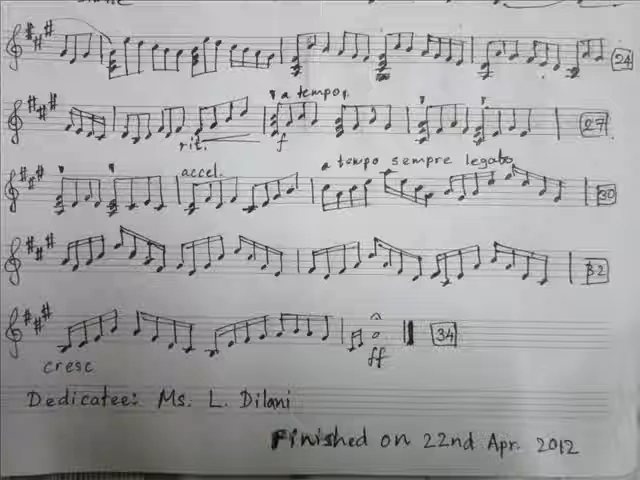 24
a tempo
27
rit. f
accel. a tempo sempre legato
30
32
34
cresc ff
Dedicatee: Ms. L. Dilani
Finished on 22nd Apr. 2012